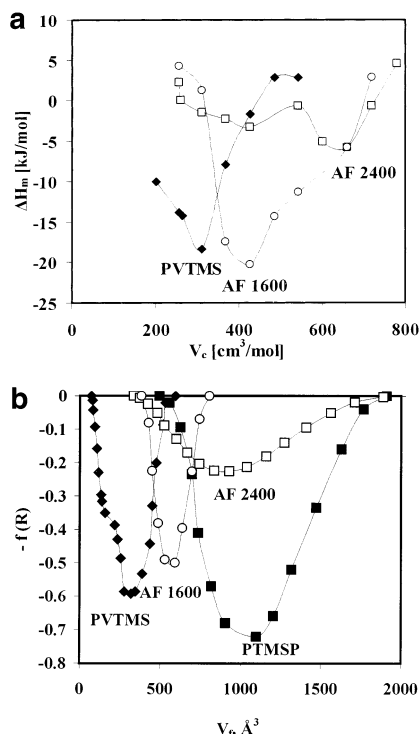 a
10
5
0
-5
-10
-15
-20
-25
ΔHm [kJ/mol]
AF 2400
PVTMS
AF 1600
0 200 400 600 800
Vc [cm³/mol]
b
0
-0.1
-0.2
-0.3
-0.4
-0.5
-0.6
-0.7
-0.8
- f (R)
AF 2400
AF 1600
PVTMS
PTMSP
0 500 1000 1500 2000
Vf, Å³